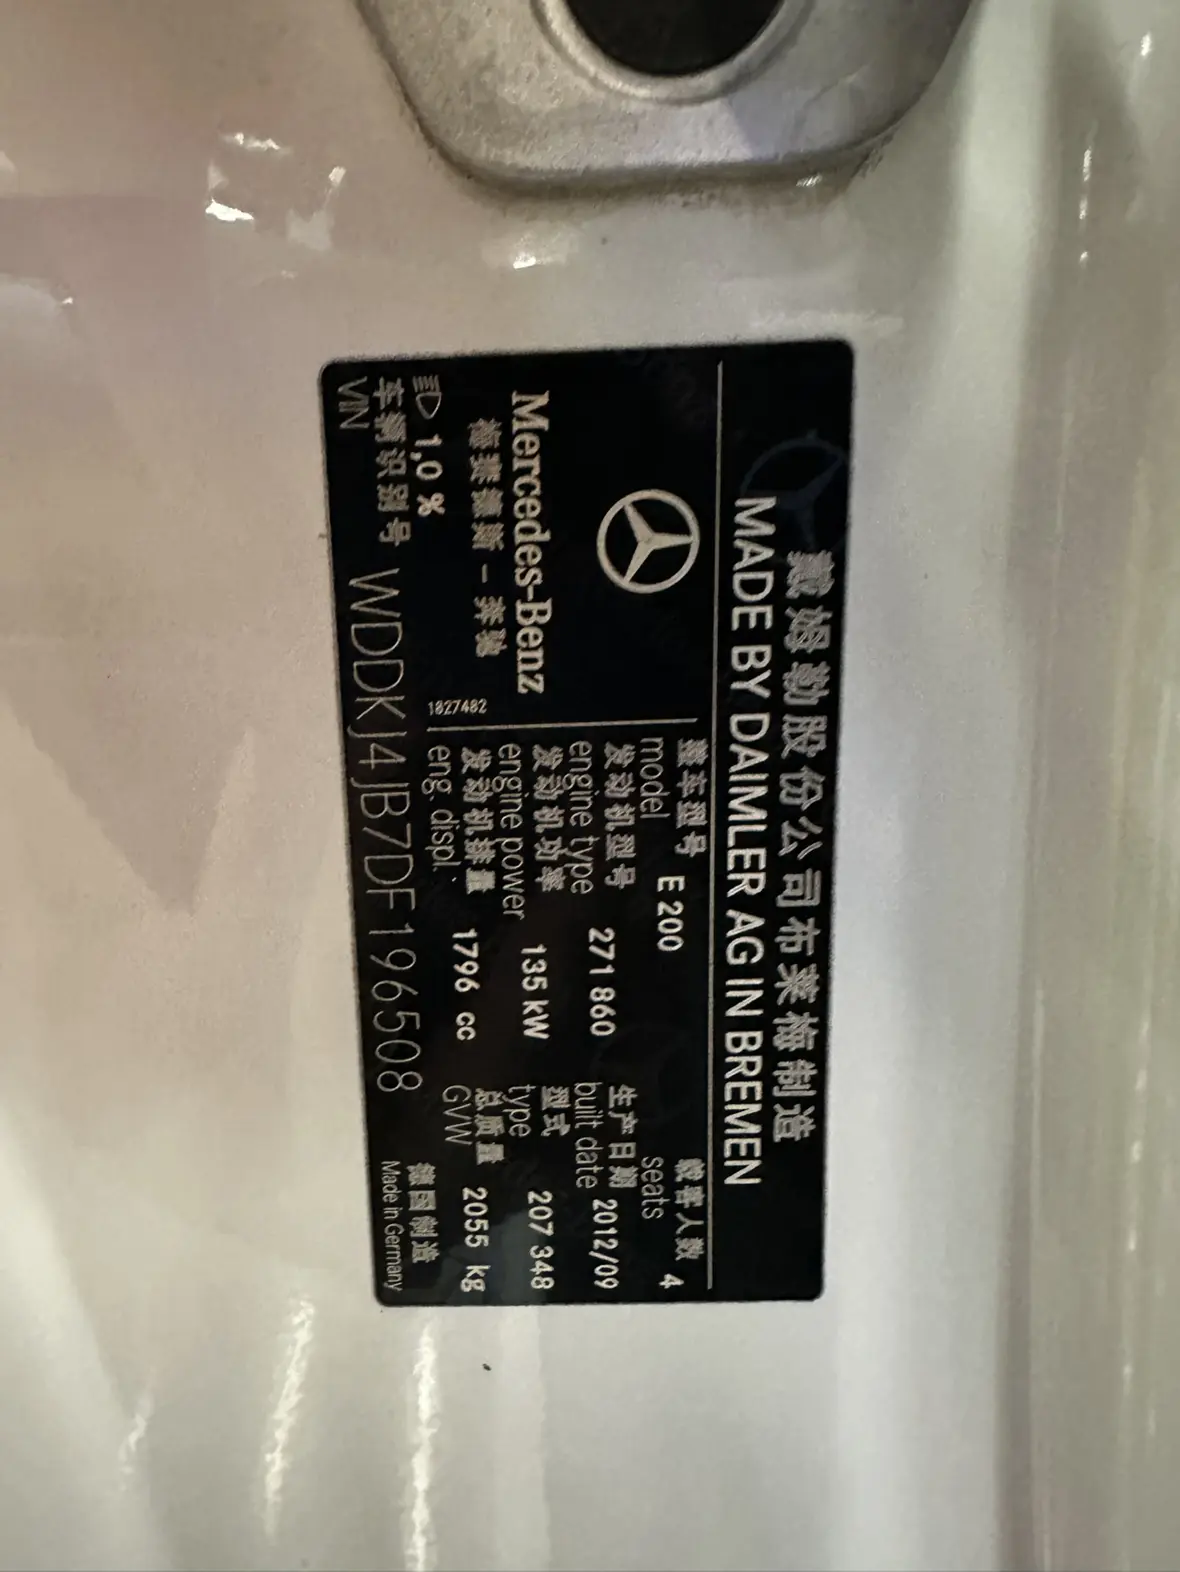 戴姆勒股份公司布莱梅制造
MADE BY DAIMLER AG IN BREMEN
Mercedes-Benz
梅赛德斯-奔驰
1,0 %
1827482
整车型号
model E 200
乘客人数
seats 4
发动机型号
engine type 271 860
生产日期
built date 2012/09
发动机功率
engine power 135 kW
型式
type 207 348
发动机排量
eng. displ. 1796 cc
总质量
GVW 2055 kg
车辆识别号
VIN WDDKJ4JB7DF196508
德国制造
Made in Germany